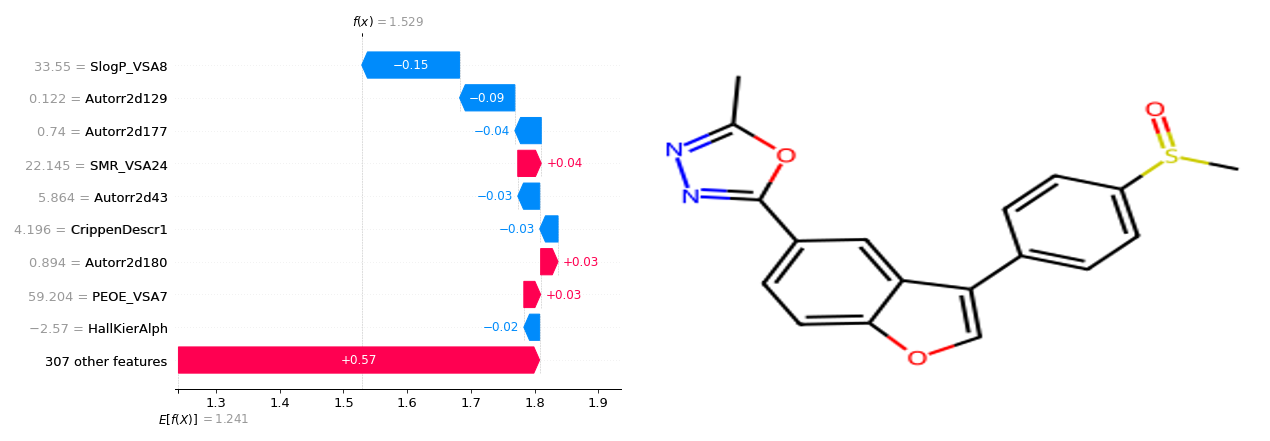 f(x) = 1.529
33.55 = SlogP_VSA8
−0.15
0.122 = Autorr2d129
−0.09
0.74 = Autorr2d177
−0.04
22.145 = SMR_VSA24
+0.04
5.864 = Autorr2d43
−0.03
4.196 = CrippenDescr1
−0.03
0.894 = Autorr2d180
+0.03
59.204 = PEOE_VSA7
+0.03
−2.57 = HallKierAlph
−0.02
307 other features
+0.57
1.3 1.4 1.5 1.6 1.7 1.8 1.9
E[f(X)] = 1.241
O
S
N
O
N
O